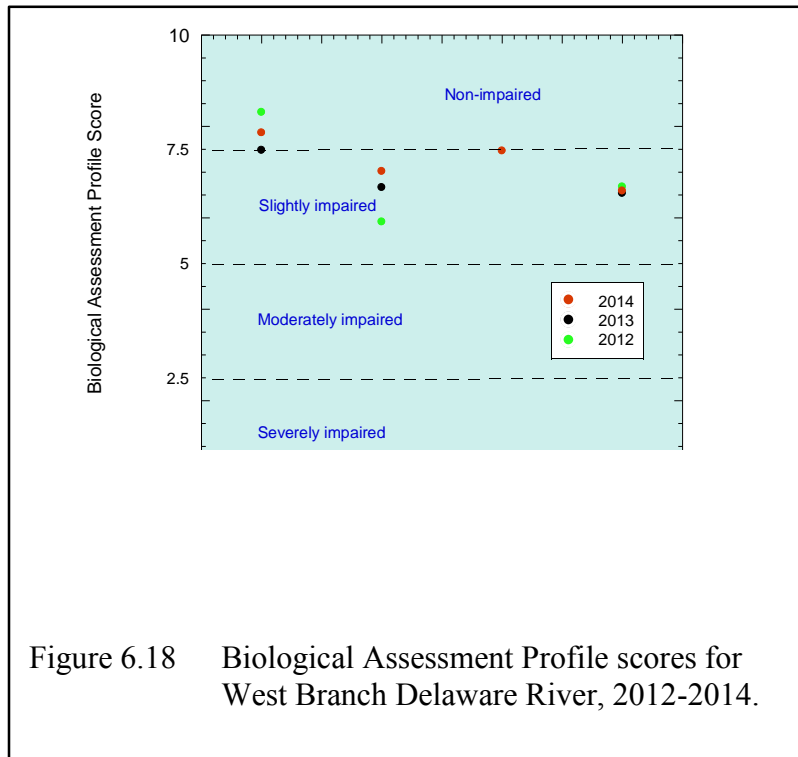 10
Non-impaired
7.5
Slightly impaired
Biological Assessment Profile Score
5
2014
Moderately impaired
2013
2012
2.5
Severely impaired
Figure 6.18 Biological Assessment Profile scores for
West Branch Delaware River, 2012-2014.